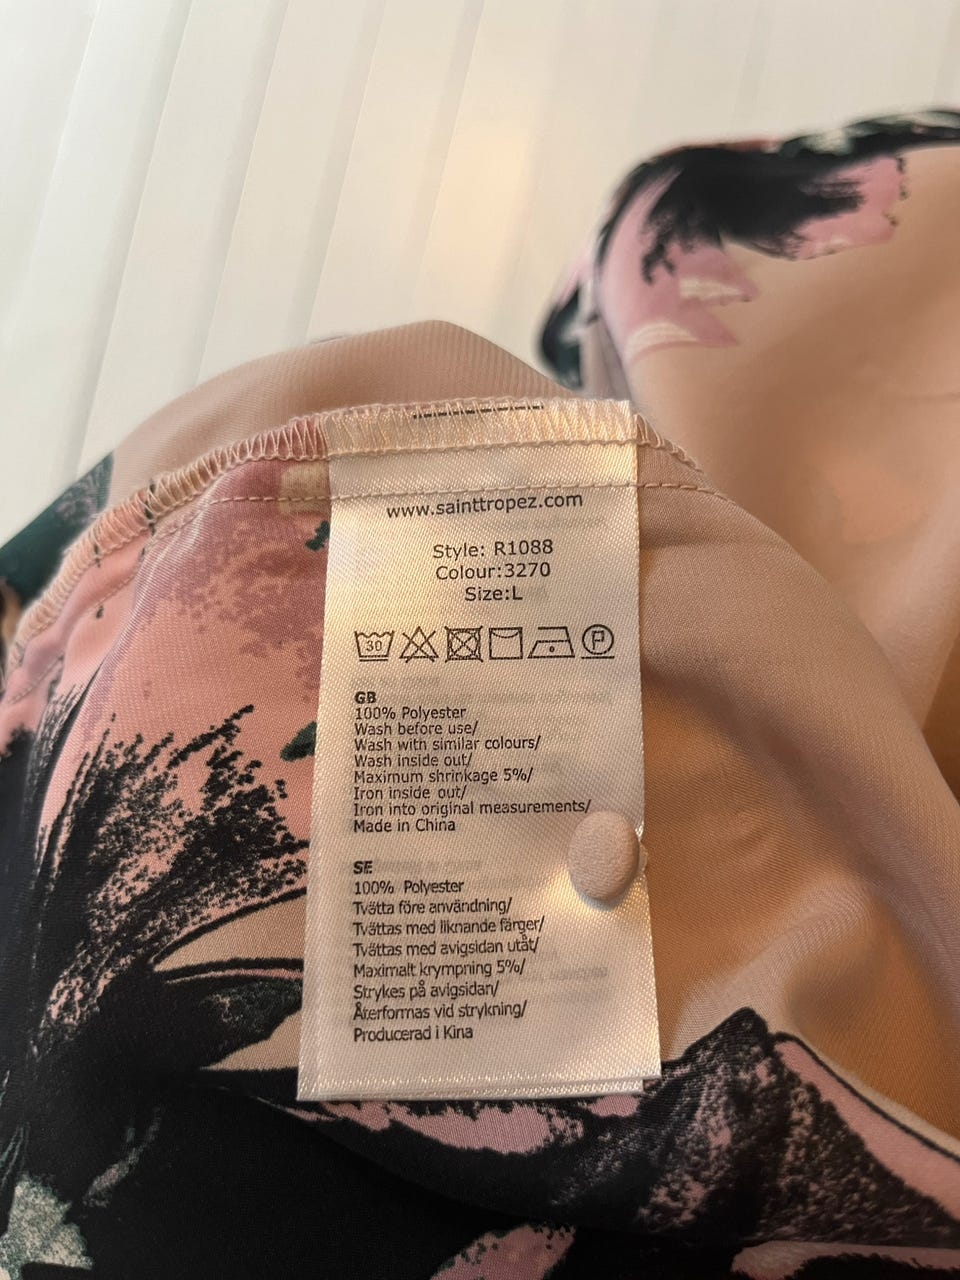 www.sainttropez.com
Style: R1088
Colour:3270
Size:L
30 P
GB
100% Polyester
Wash before use/
Wash with similar colours/
Wash inside out/
Maximum shrinkage 5%/
Iron inside out/
Iron into original measurements/
Made in China
SE
100% Polyester
Tvätta före användning/
Tvättas med liknande färger/
Tvättas med avigsidan utåt/
Maximalt krympning 5%/
Strykes på avigsidan/
Återformas vid strykning/
Producerad i Kina